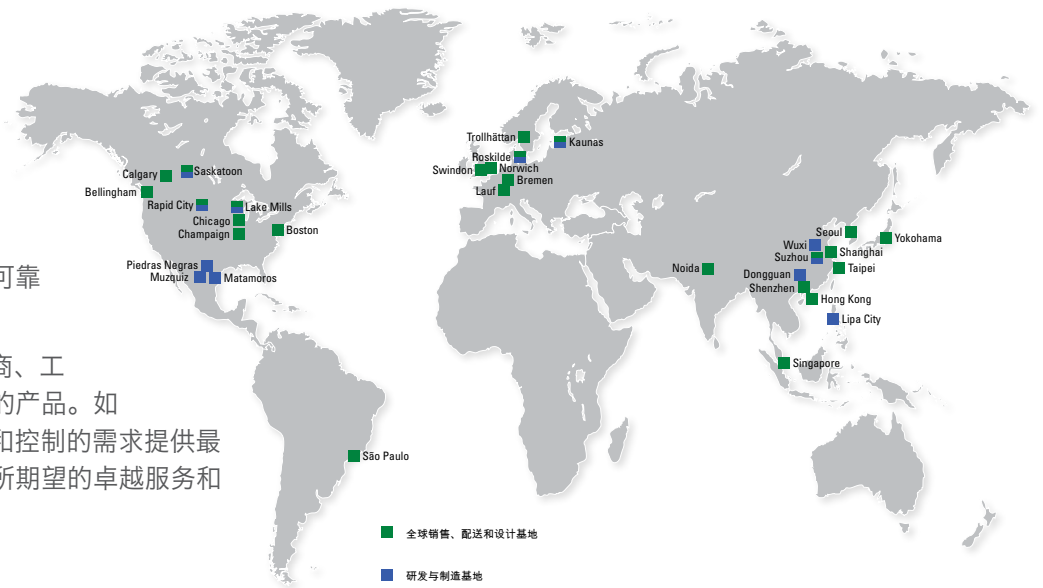 Trollhättan
Kaunas
Roskilde
Swindon
Norwich
Bremen
Lauf
Calgary
Saskatoon
Bellingham
Rapid City
Lake Mills
Chicago
Champaign
Boston
Piedras Negras
Muzquiz
Matamoros
Seoul
Yokohama
Wuxi
Shanghai
Suzhou
Noida
Taipei
Dongguan
Shenzhen
Hong Kong
Lipa City
Singapore
São Paulo
可靠
商、工
的产品。如
和控制的需求提供最
所期望的卓越服务和
全球销售、配送和设计基地
研发与制造基地